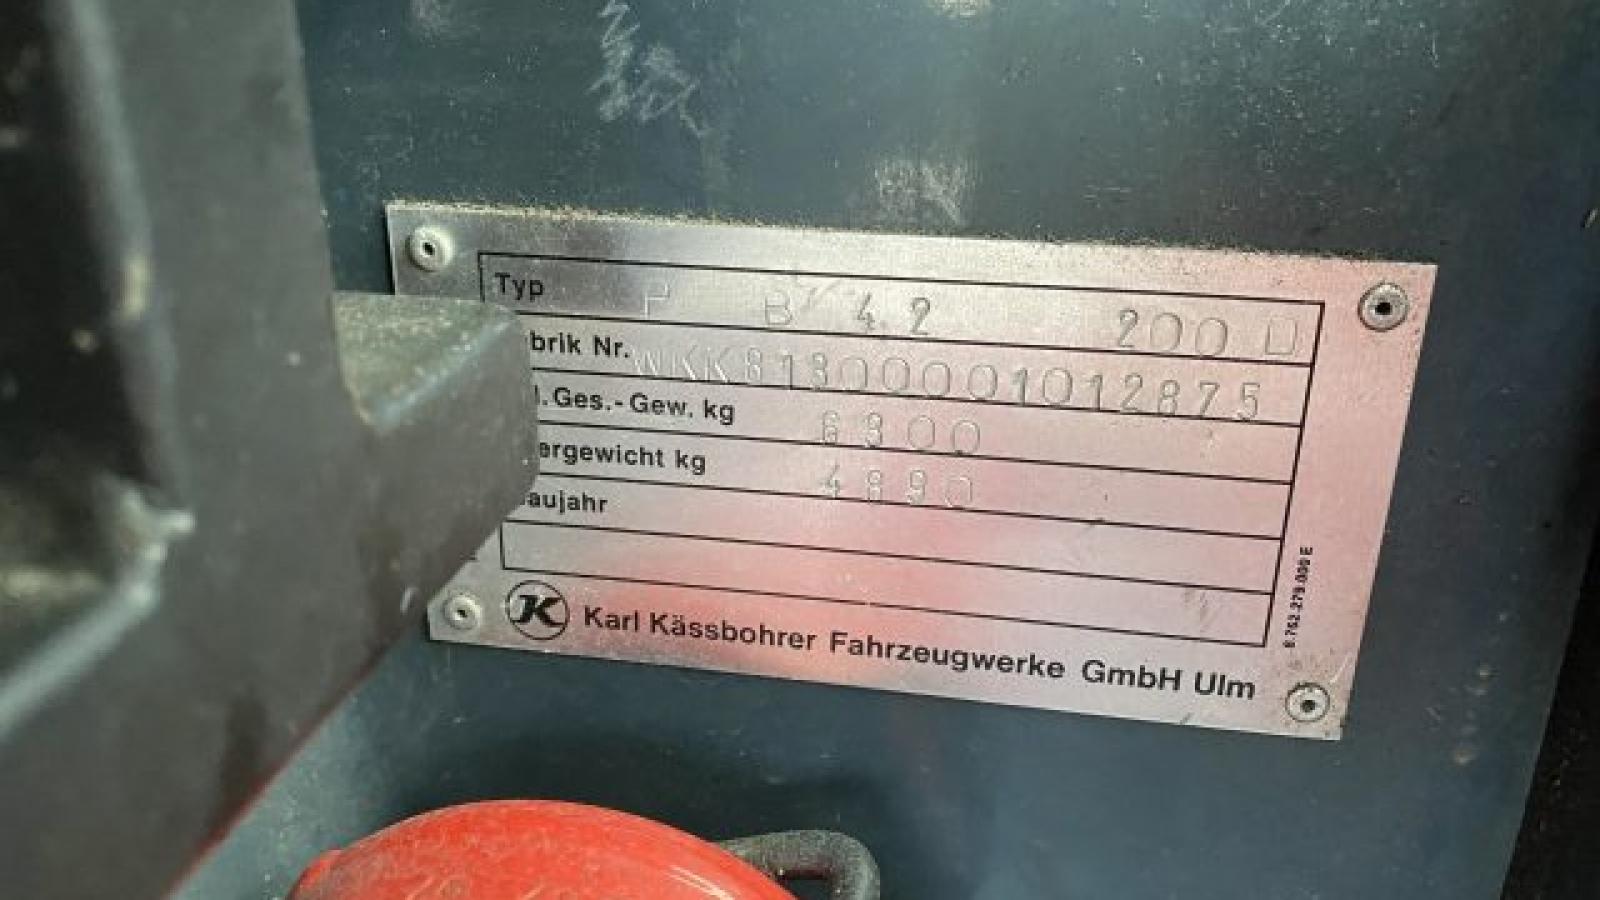 Typ P B 42 200 D
brik Nr. WKK81300001012875
l. Ges.-Gew. kg 6300
ergewicht kg 4890
aujahr
K Karl Kässbohrer Fahrzeugwerke GmbH Ulm